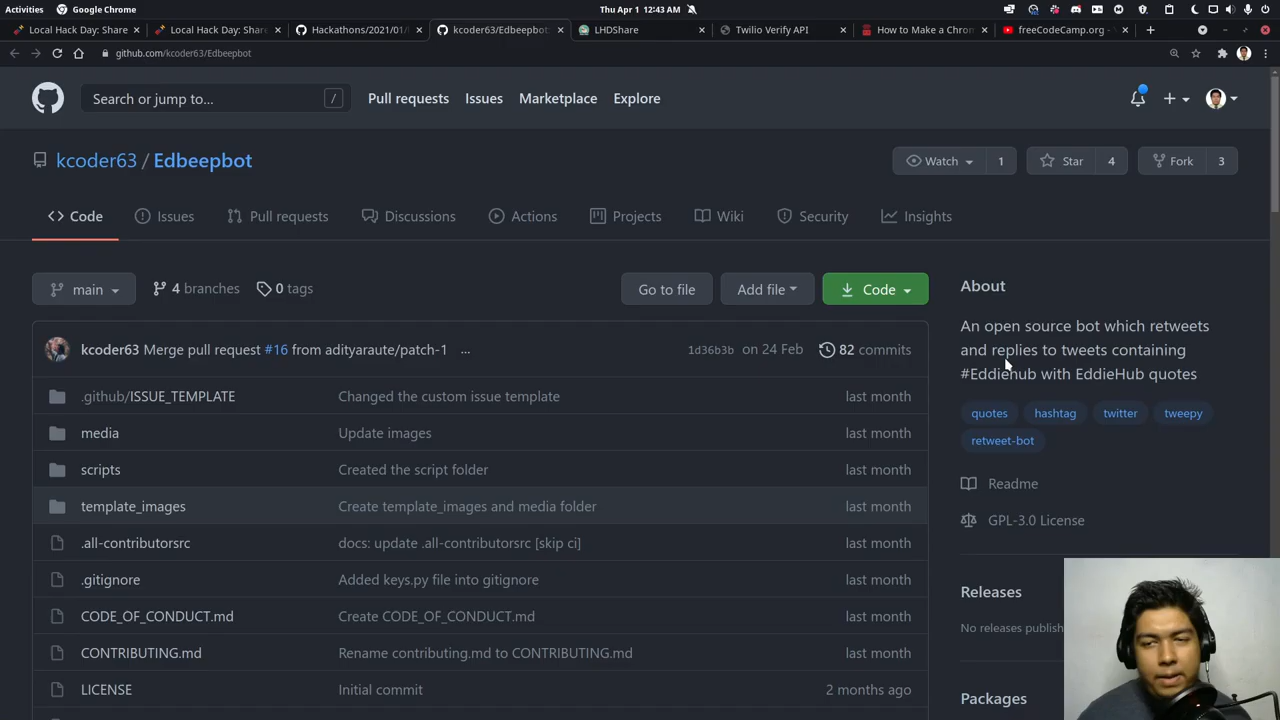 Activities
Google Chrome
Thu Apr 1 12:43 AM
Local Hack Day: Share
Local Hack Day: Share
Hackathons/2021/01/
kcoder63/Edbeepbot
LHDShare
Twilio Verify API
How to Make a Chron
freeCodeCamp.org -
github.com/kcoder63/Edbeepbot
Search or jump to...
/
Pull requests
Issues
Marketplace
Explore
kcoder63 / Edbeepbot
Watch
1
Star
4
Fork
3
Code
Issues
Pull requests
Discussions
Actions
Projects
Wiki
Security
Insights
main
4 branches
0 tags
Go to file
Add file
Code
kcoder63 Merge pull request #16 from adityaraute/patch-1 ...
1d36b3b on 24 Feb
82 commits
.github/ISSUE_TEMPLATE
Changed the custom issue template
last month
media
Update images
last month
scripts
Created the script folder
last month
template_images
Create template_images and media folder
last month
.all-contributorsrc
docs: update .all-contributorsrc [skip ci]
last month
.gitignore
Added keys.py file into gitignore
last month
CODE_OF_CONDUCT.md
Create CODE_OF_CONDUCT.md
last month
CONTRIBUTING.md
Rename contributing.md to CONTRIBUTING.md
last month
LICENSE
Initial commit
2 months ago
About
An open source bot which retweets
and replies to tweets containing
#Eddiehub with EddieHub quotes
quotes
hashtag
twitter
tweepy
retweet-bot
Readme
GPL-3.0 License
Releases
No releases publish
Packages